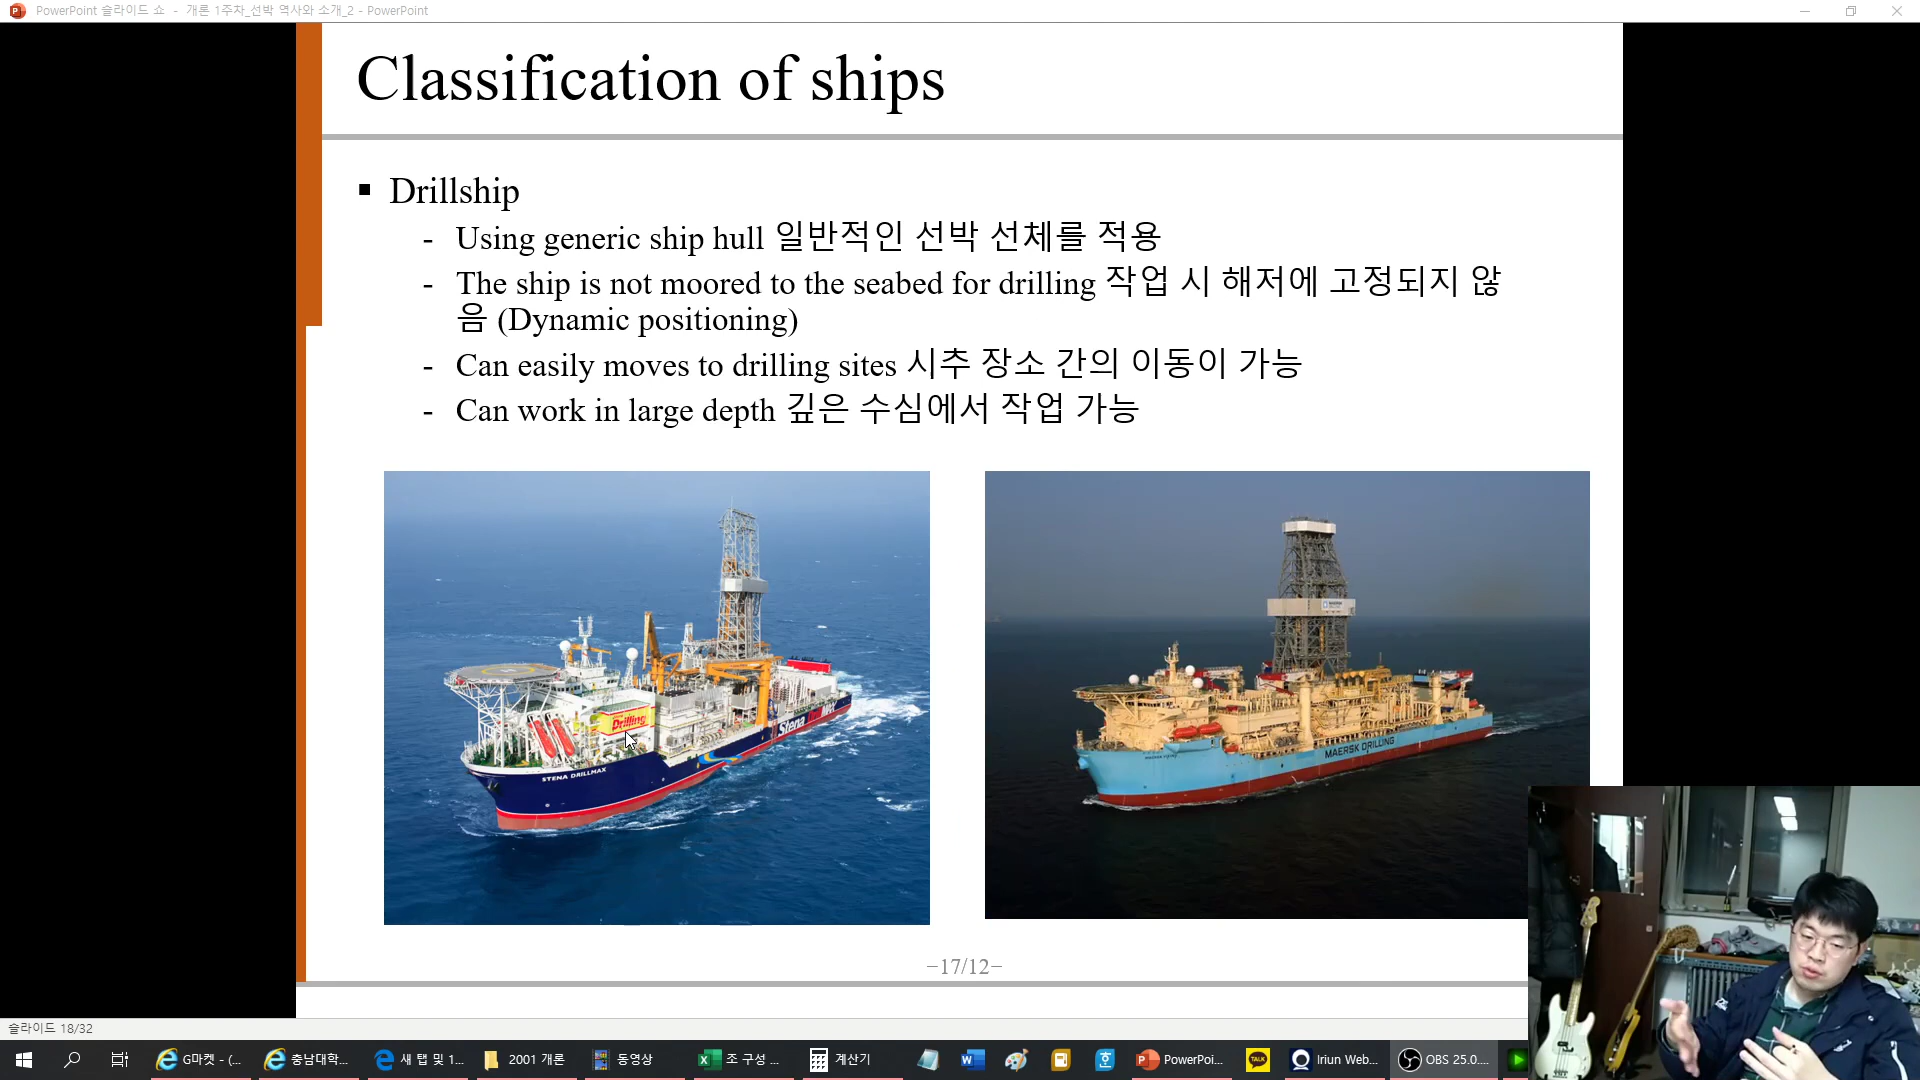 PowerPoint 슬라이드 쇼 - 개론 1주차_선박 역사와 소개_2 - PowerPoint
Classification of ships
▪ Drillship
- Using generic ship hull 일반적인 선박 선체를 적용
- The ship is not moored to the seabed for drilling 작업 시 해저에 고정되지 않
음 (Dynamic positioning)
- Can easily moves to drilling sites 시추 장소 간의 이동이 가능
- Can work in large depth 깊은 수심에서 작업 가능
Drilling
Stena
STENA DRILLMAX
MAERSK DRILLING
−17/12−
슬라이드 18/32
G마켓 - (...
충남대학...
새 탭 및 1...
2001 개론
동영상
조 구성 ...
계산기
PowerPoi...
TALK
Iriun Web...
OBS 25.0....